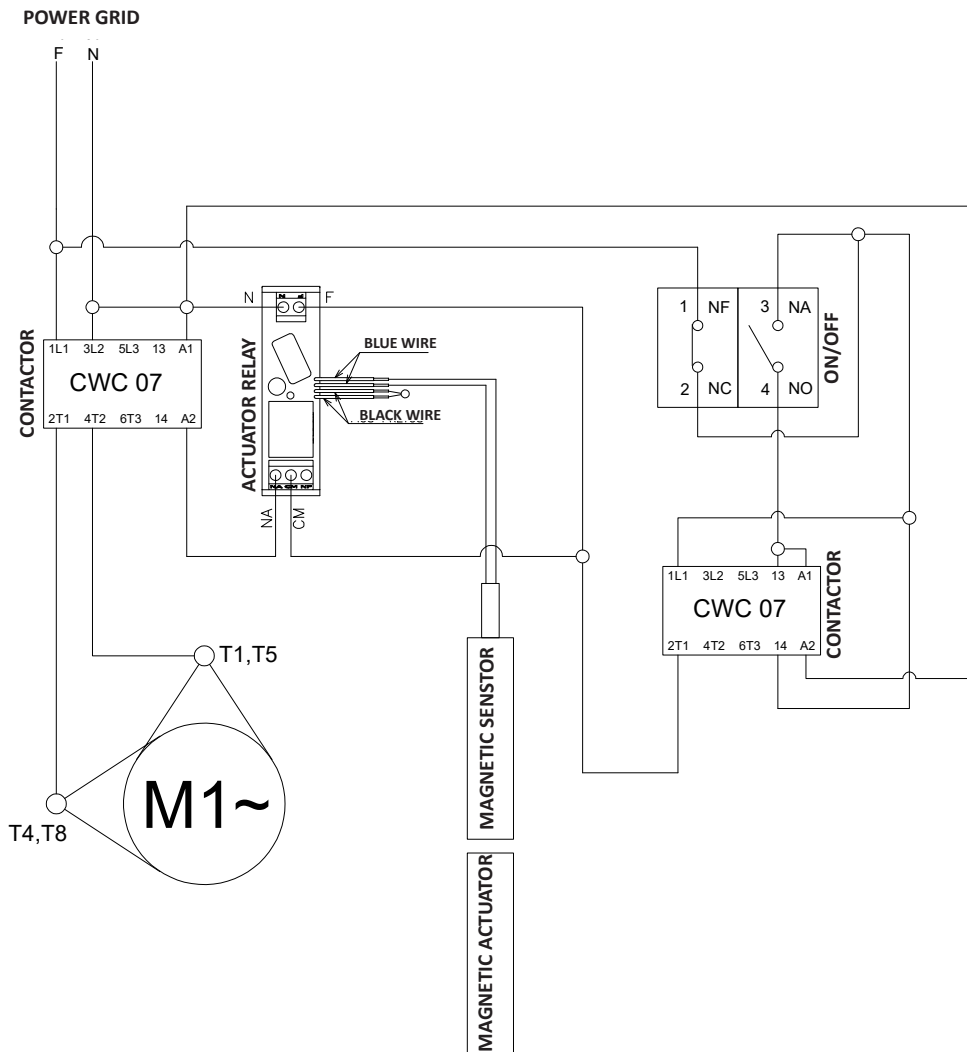 POWER GRID
F N
N F
ACTUATOR RELAY
BLUE WIRE
BLACK WIRE
NA CM NF
NA
CM
1 NF 3 NA
2 NC 4 NO
ON/OFF
CONTACTOR
1L1 3L2 5L3 13 A1
CWC 07
2T1 4T2 6T3 14 A2
1L1 3L2 5L3 13 A1
CWC 07
2T1 4T2 6T3 14 A2
CONTACTOR
T1,T5
M1~
T4,T8
MAGNETIC SENSTOR
MAGNETIC ACTUATOR